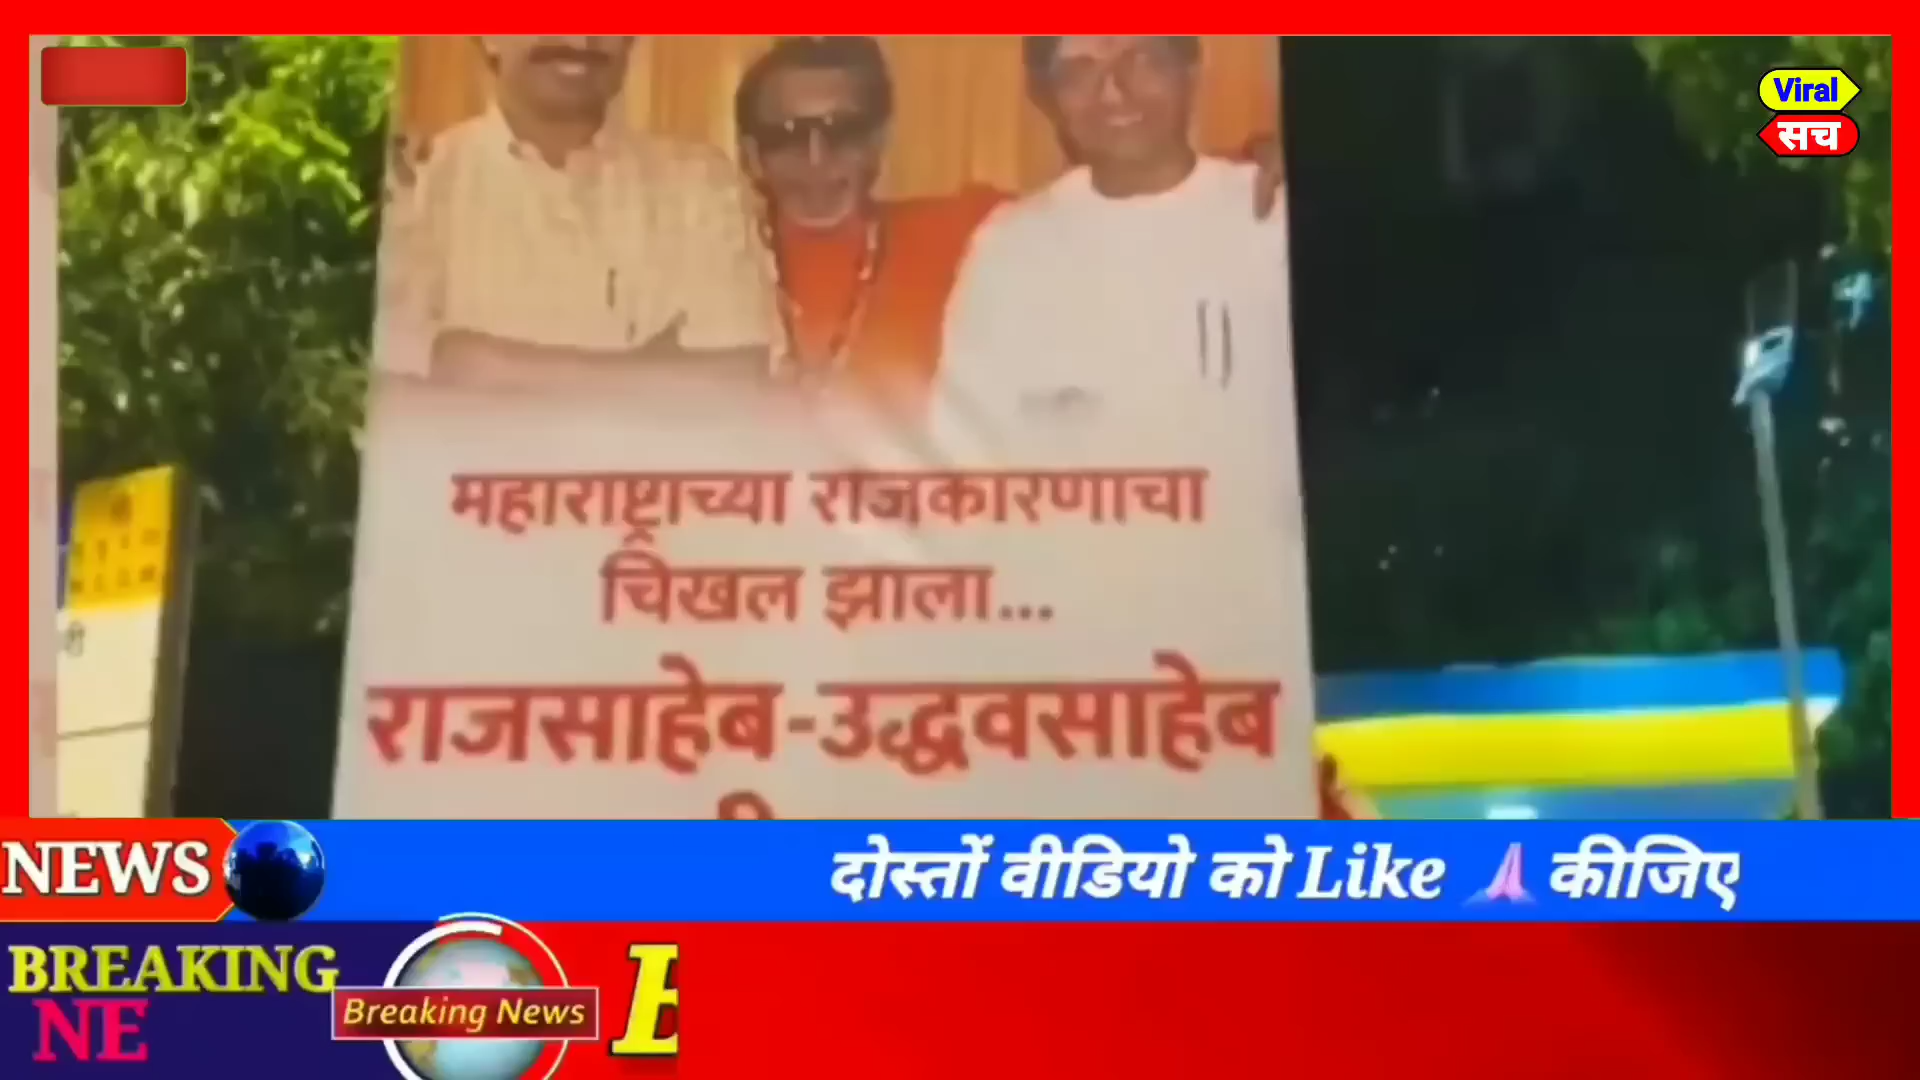 Viral
सच
महाराष्ट्राच्या राजकारणाचा
चिखल झाला...
राजसाहेब-उद्धवसाहेब
NEWS
दोस्तों वीडियो को Like 🙏 कीजिए
BREAKING
NE
Breaking News